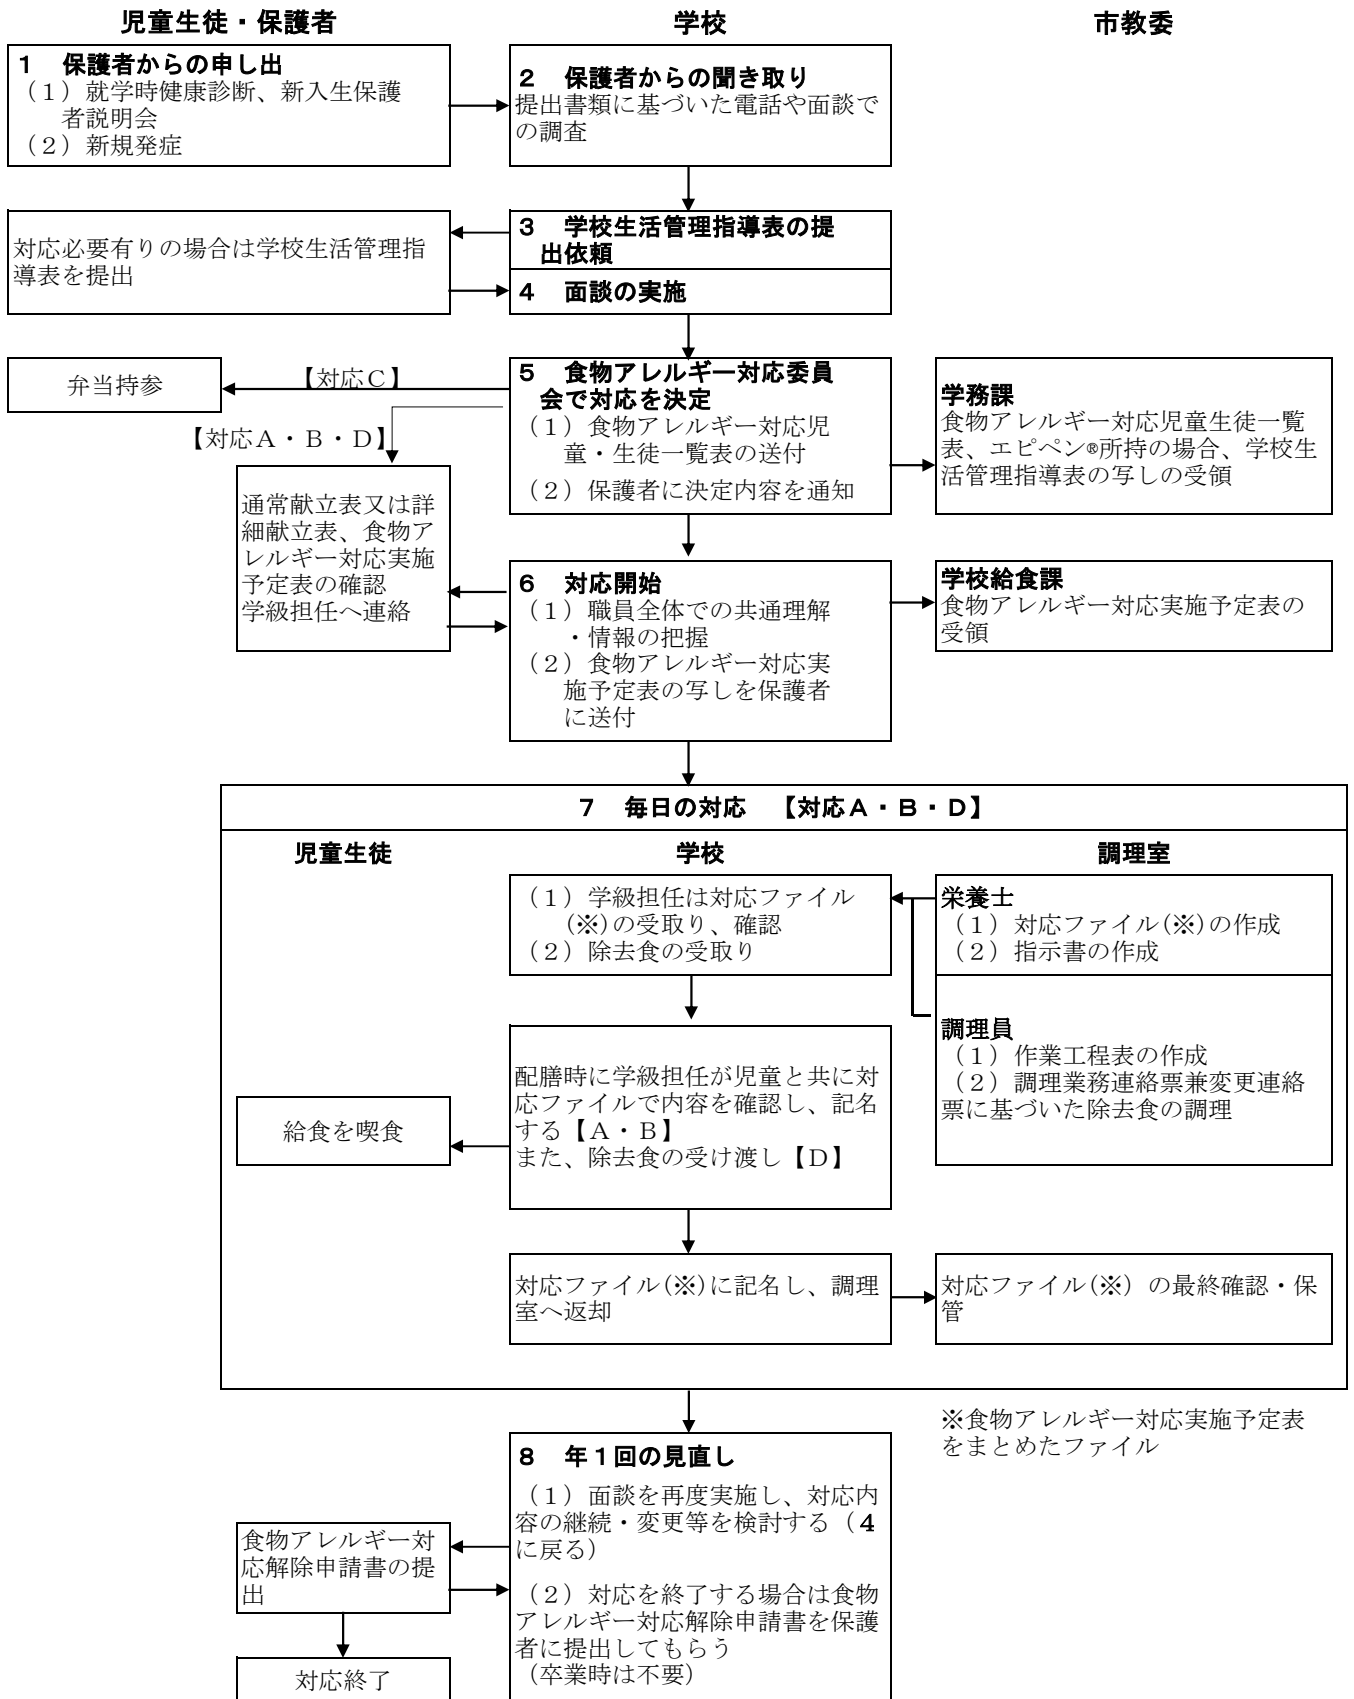 児童生徒・保護者
学校
市教委
１　保護者からの申し出
（１）就学時健康診断、新入生保護
者説明会
（２）新規発症
２　保護者からの聞き取り
提出書類に基づいた電話や面談で
の調査
３　学校生活管理指導表の提
出依頼
対応必要有りの場合は学校生活管理指
導表を提出
４　面談の実施
弁当持参
【対応Ｃ】
【対応Ａ・Ｂ・Ｄ】
５　食物アレルギー対応委員
会で対応を決定
（１）食物アレルギー対応児
童・生徒一覧表の送付
（２）保護者に決定内容を通知
学務課
食物アレルギー対応児童生徒一覧
表、エピペン®所持の場合、学校生
活管理指導表の写しの受領
通常献立表又は詳
細献立表、食物ア
レルギー対応実施
予定表の確認
学級担任へ連絡
６　対応開始
（１）職員全体での共通理解
・情報の把握
（２）食物アレルギー対応実
施予定表の写しを保護者
に送付
学校給食課
食物アレルギー対応実施予定表の
受領
７　毎日の対応　【対応Ａ・Ｂ・Ｄ】
児童生徒
学校
調理室
（１）学級担任は対応ファイル
(※)の受取り、確認
（２）除去食の受取り
栄養士
（１）対応ファイル(※)の作成
（２）指示書の作成
調理員
（１）作業工程表の作成
（２）調理業務連絡票兼変更連絡
票に基づいた除去食の調理
配膳時に学級担任が児童と共に対
応ファイルで内容を確認し、記名
する【Ａ・Ｂ】
また、除去食の受け渡し【Ｄ】
給食を喫食
対応ファイル(※)に記名し、調理
室へ返却
対応ファイル(※) の最終確認・保
管
※食物アレルギー対応実施予定表
をまとめたファイル
８　年１回の見直し
（１）面談を再度実施し、対応内
容の継続・変更等を検討する（４
に戻る）
（２）対応を終了する場合は食物
アレルギー対応解除申請書を保護
者に提出してもらう
（卒業時は不要）
食物アレルギー対
応解除申請書の提
出
対応終了